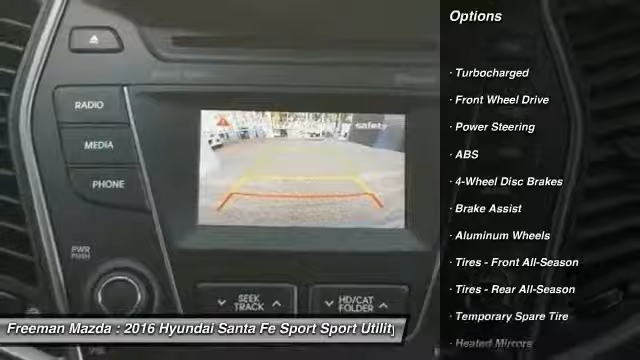 RADIO
MEDIA
PHONE
PWR
PUSH
SEEK
TRACK
HD/CAT
FOLDER
Freeman Mazda : 2016 Hyundai Santa Fe Sport Sport Utility
Options
· Turbocharged
· Front Wheel Drive
· Power Steering
· ABS
· 4-Wheel Disc Brakes
· Brake Assist
· Aluminum Wheels
· Tires - Front All-Season
· Tires - Rear All-Season
· Temporary Spare Tire
· Heated Mirrors